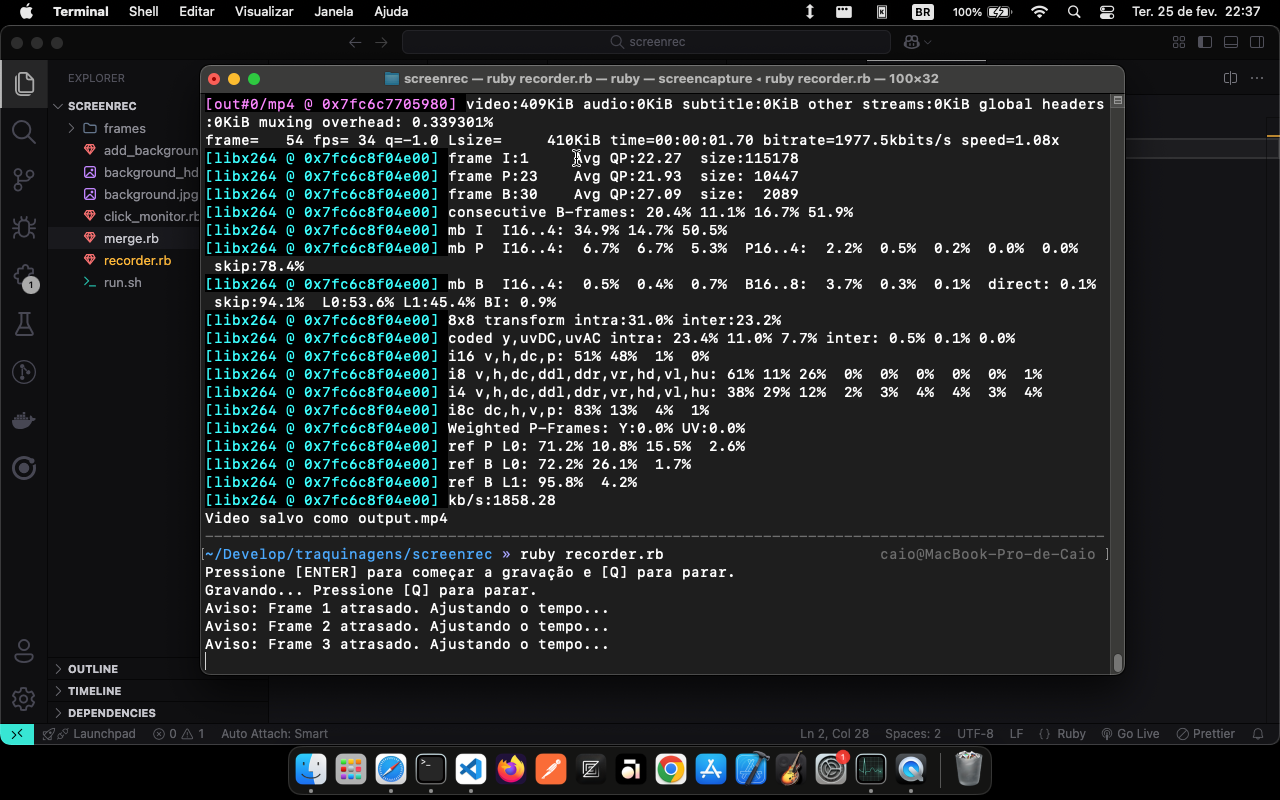 Terminal Shell Editar Visualizar Janela Ajuda BR 100% Ter. 25 de fev. 22:37
screenrec
EXPLORER
SCREENREC
frames
add_backgroun
background_hd
background.jpg
click_monitor.rb
merge.rb
recorder.rb
run.sh
1
OUTLINE
TIMELINE
DEPENDENCIES
screenrec — ruby recorder.rb — ruby — screencapture ◂ ruby recorder.rb — 100×32
[out#0/mp4 @ 0x7fc6c7705980] video:409KiB audio:0KiB subtitle:0KiB other streams:0KiB global headers
:0KiB muxing overhead: 0.339301%
frame=   54 fps= 34 q=-1.0 Lsize=     410KiB time=00:00:01.70 bitrate=1977.5kbits/s speed=1.08x
[libx264 @ 0x7fc6c8f04e00] frame I:1     Avg QP:22.27  size:115178
[libx264 @ 0x7fc6c8f04e00] frame P:23    Avg QP:21.93  size: 10447
[libx264 @ 0x7fc6c8f04e00] frame B:30    Avg QP:27.09  size:  2089
[libx264 @ 0x7fc6c8f04e00] consecutive B-frames: 20.4% 11.1% 16.7% 51.9%
[libx264 @ 0x7fc6c8f04e00] mb I  I16..4: 34.9% 14.7% 50.5%
[libx264 @ 0x7fc6c8f04e00] mb P  I16..4:  6.7%  6.7%  5.3%  P16..4:  2.2%  0.5%  0.2%  0.0%  0.0%
skip:78.4%
[libx264 @ 0x7fc6c8f04e00] mb B  I16..4:  0.5%  0.4%  0.7%  B16..8:  3.7%  0.3%  0.1%  direct: 0.1%
skip:94.1%  L0:53.6% L1:45.4% BI: 0.9%
[libx264 @ 0x7fc6c8f04e00] 8x8 transform intra:31.0% inter:23.2%
[libx264 @ 0x7fc6c8f04e00] coded y,uvDC,uvAC intra: 23.4% 11.0% 7.7% inter: 0.5% 0.1% 0.0%
[libx264 @ 0x7fc6c8f04e00] i16 v,h,dc,p: 51% 48%  1%  0%
[libx264 @ 0x7fc6c8f04e00] i8 v,h,dc,ddl,ddr,vr,hd,vl,hu: 61% 11% 26%  0%  0%  0%  0%  0%  1%
[libx264 @ 0x7fc6c8f04e00] i4 v,h,dc,ddl,ddr,vr,hd,vl,hu: 38% 29% 12%  2%  3%  4%  4%  3%  4%
[libx264 @ 0x7fc6c8f04e00] i8c dc,h,v,p: 83% 13%  4%  1%
[libx264 @ 0x7fc6c8f04e00] Weighted P-Frames: Y:0.0% UV:0.0%
[libx264 @ 0x7fc6c8f04e00] ref P L0: 71.2% 10.8% 15.5%  2.6%
[libx264 @ 0x7fc6c8f04e00] ref B L0: 72.2% 26.1%  1.7%
[libx264 @ 0x7fc6c8f04e00] ref B L1: 95.8%  4.2%
[libx264 @ 0x7fc6c8f04e00] kb/s:1858.28
Video salvo como output.mp4
[~/Develop/traquinagens/screenrec » ruby recorder.rb caio@MacBook-Pro-de-Caio ]
Pressione [ENTER] para começar a gravação e [Q] para parar.
Gravando... Pressione [Q] para parar.
Aviso: Frame 1 atrasado. Ajustando o tempo...
Aviso: Frame 2 atrasado. Ajustando o tempo...
Aviso: Frame 3 atrasado. Ajustando o tempo...
Launchpad 0 1 Auto Attach: Smart Ln 2, Col 28 Spaces: 2 UTF-8 LF {} Ruby Go Live Prettier
1